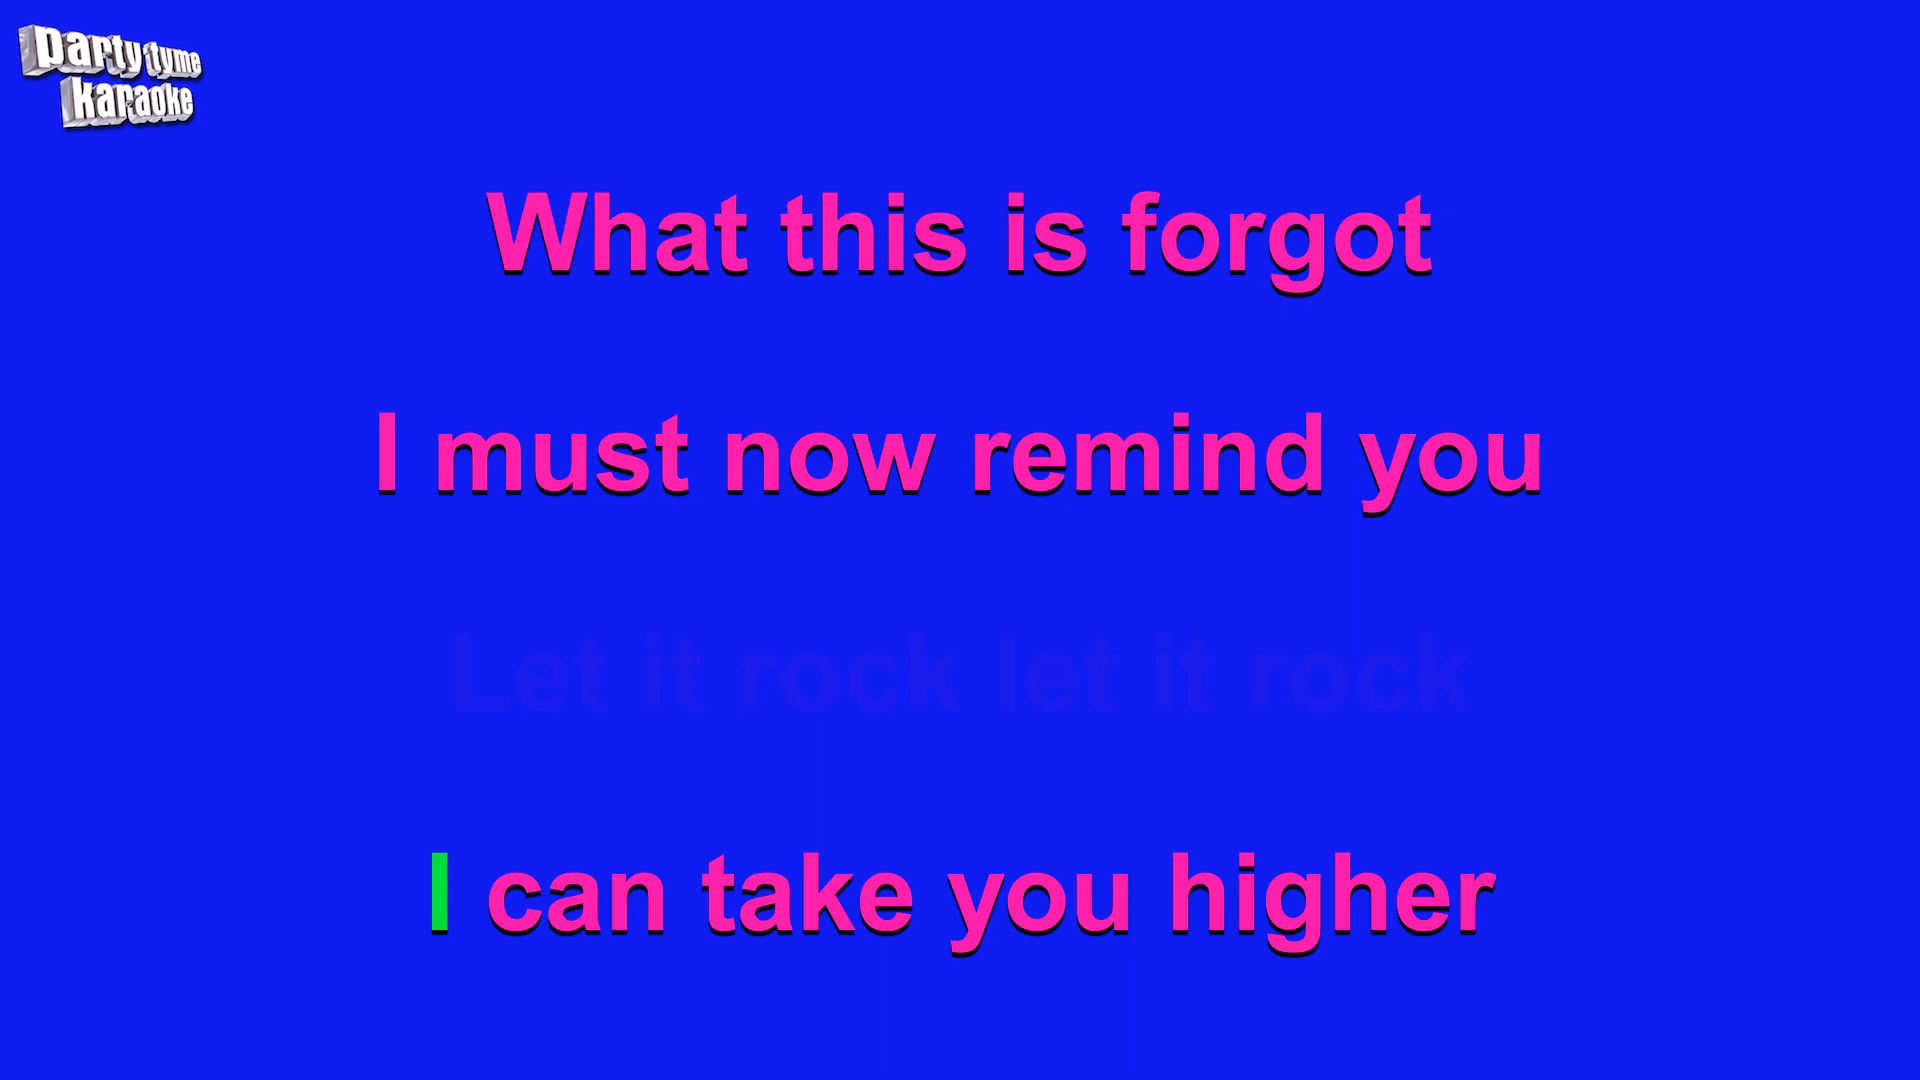 party tyme
karaoke
What this is forgot
I must now remind you
Let it rock let it rock
I can take you higher